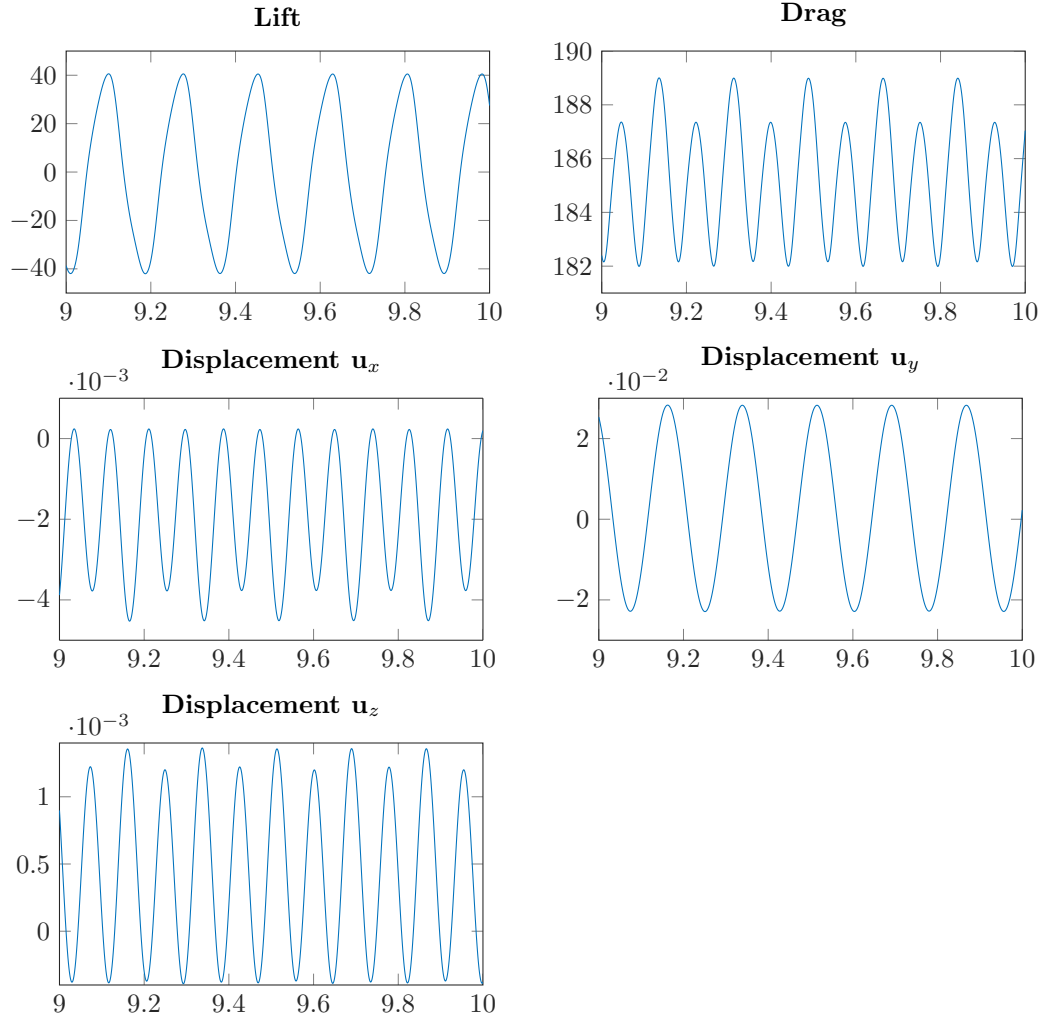 Lift
40
20
0
−20
−40
9 9.2 9.4 9.6 9.8 10
Drag
190
188
186
184
182
9 9.2 9.4 9.6 9.8 10
Displacement u_x
·10^−3
0
−2
−4
9 9.2 9.4 9.6 9.8 10
Displacement u_y
·10^−2
2
0
−2
9 9.2 9.4 9.6 9.8 10
Displacement u_z
·10^−3
1
0.5
0
9 9.2 9.4 9.6 9.8 10